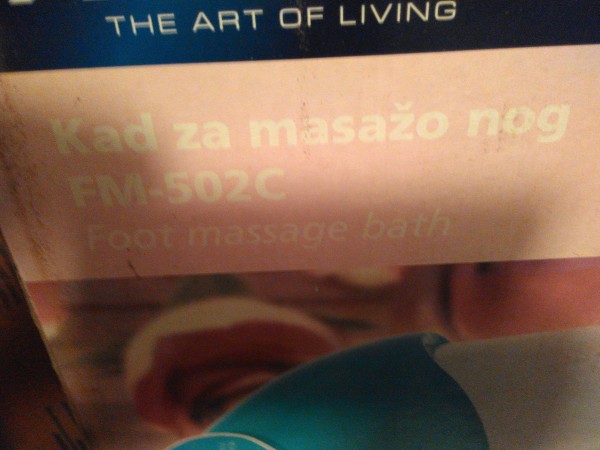 THE ART OF LIVING
Kad za masažo nog
FM-502C
Foot massage bath